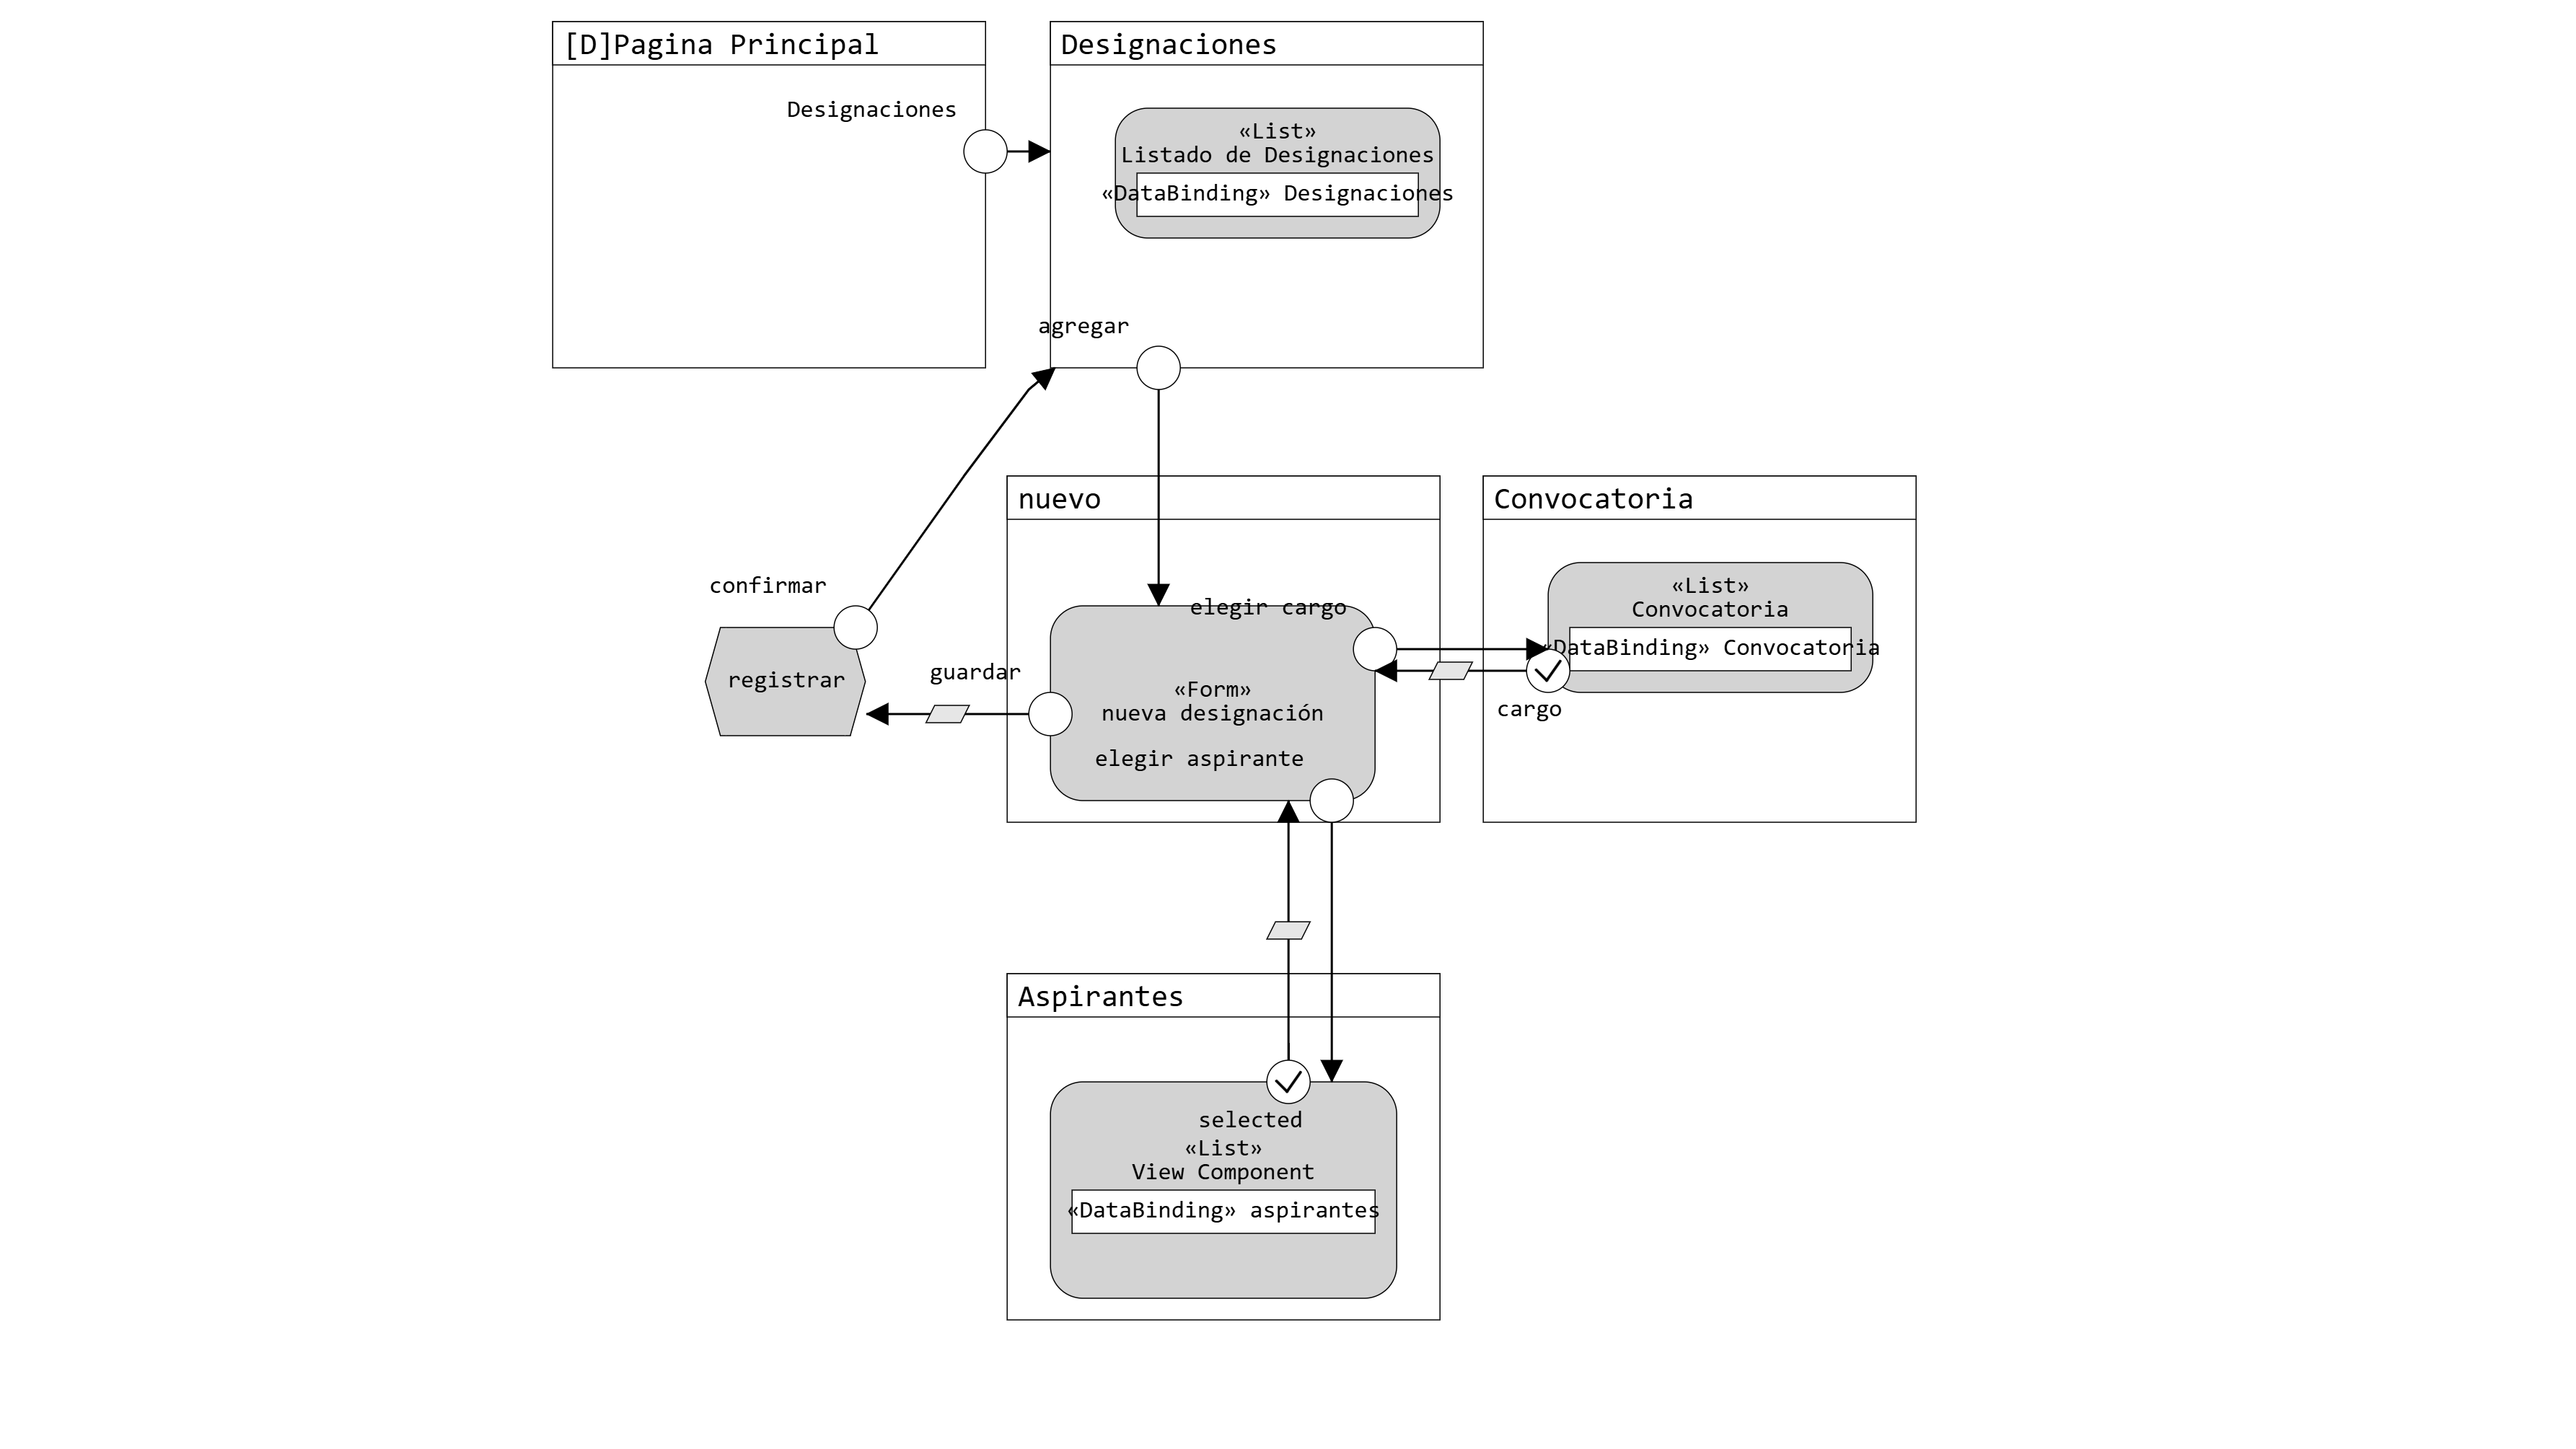 [D]Pagina Principal
Designaciones
Designaciones
«List»
Listado de Designaciones
«DataBinding» Designaciones
agregar
nuevo
Convocatoria
confirmar
registrar
guardar
elegir cargo
«Form»
nueva designación
elegir aspirante
«List»
Convocatoria
«DataBinding» Convocatoria
cargo
Aspirantes
selected
«List»
View Component
«DataBinding» aspirantes